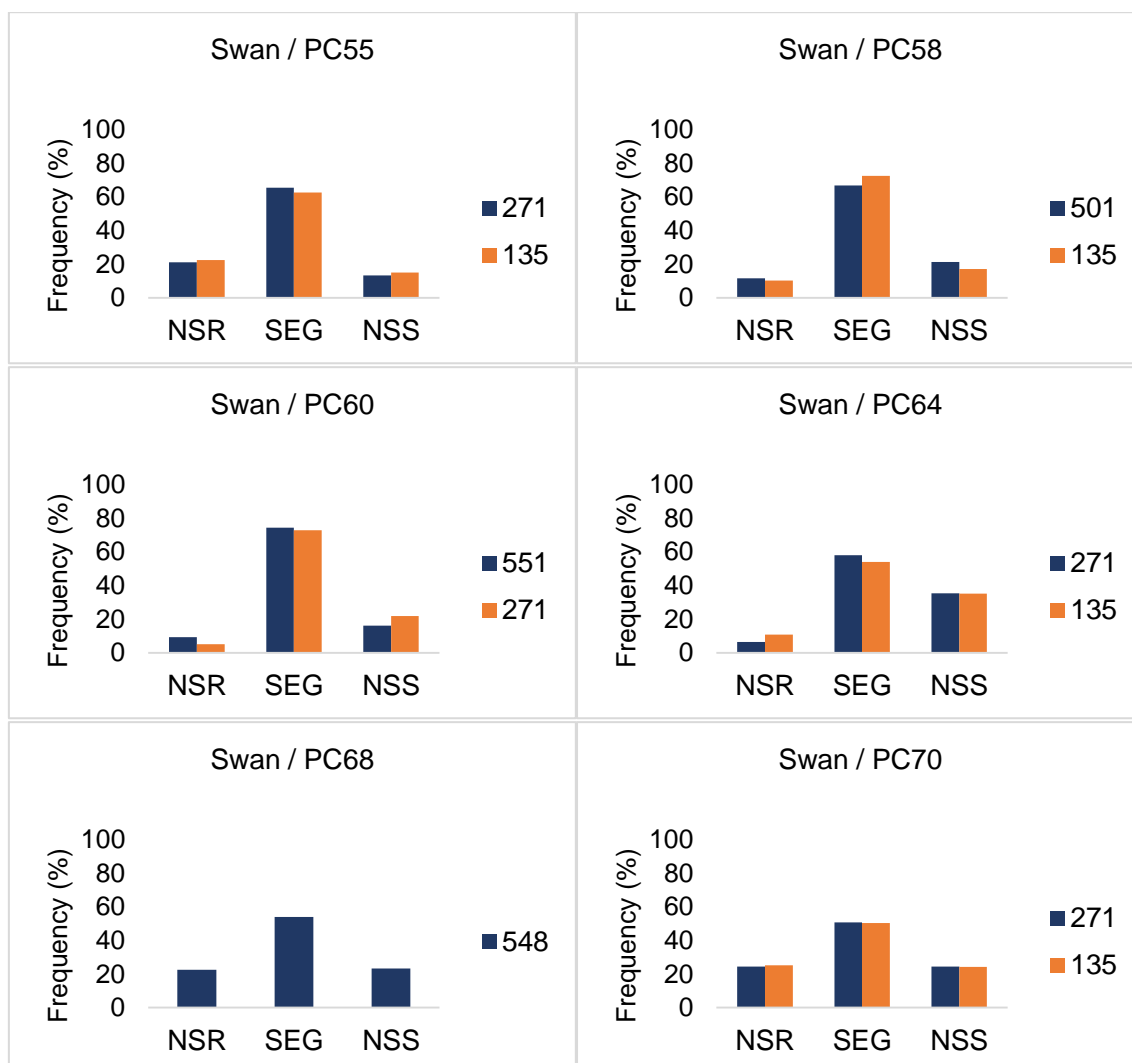 Swan / PC55
Frequency (%)
100
80
60
40
20
0
NSR SEG NSS
271
135
Swan / PC58
Frequency (%)
100
80
60
40
20
0
NSR SEG NSS
501
135
Swan / PC60
Frequency (%)
100
80
60
40
20
0
NSR SEG NSS
551
271
Swan / PC64
Frequency (%)
100
80
60
40
20
0
NSR SEG NSS
271
135
Swan / PC68
Frequency (%)
100
80
60
40
20
0
NSR SEG NSS
548
Swan / PC70
Frequency (%)
100
80
60
40
20
0
NSR SEG NSS
271
135